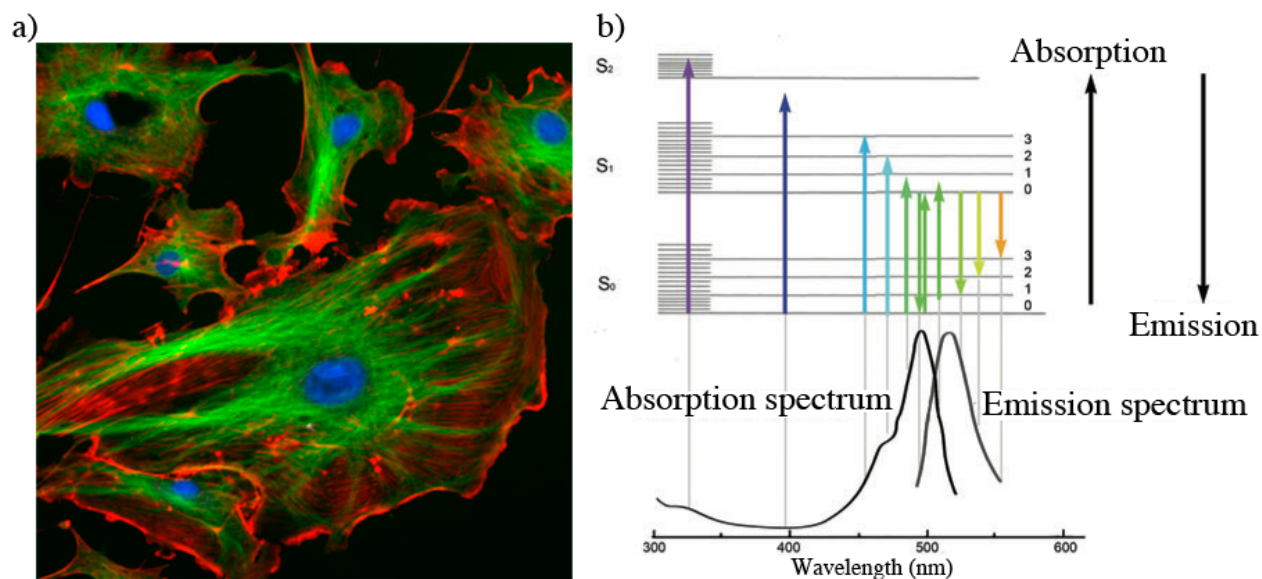 a)
b)
Absorption
Emission
S2
S1
S0
3
2
1
0
3
2
1
0
Absorption spectrum
Emission spectrum
300
400
500
600
Wavelength (nm)